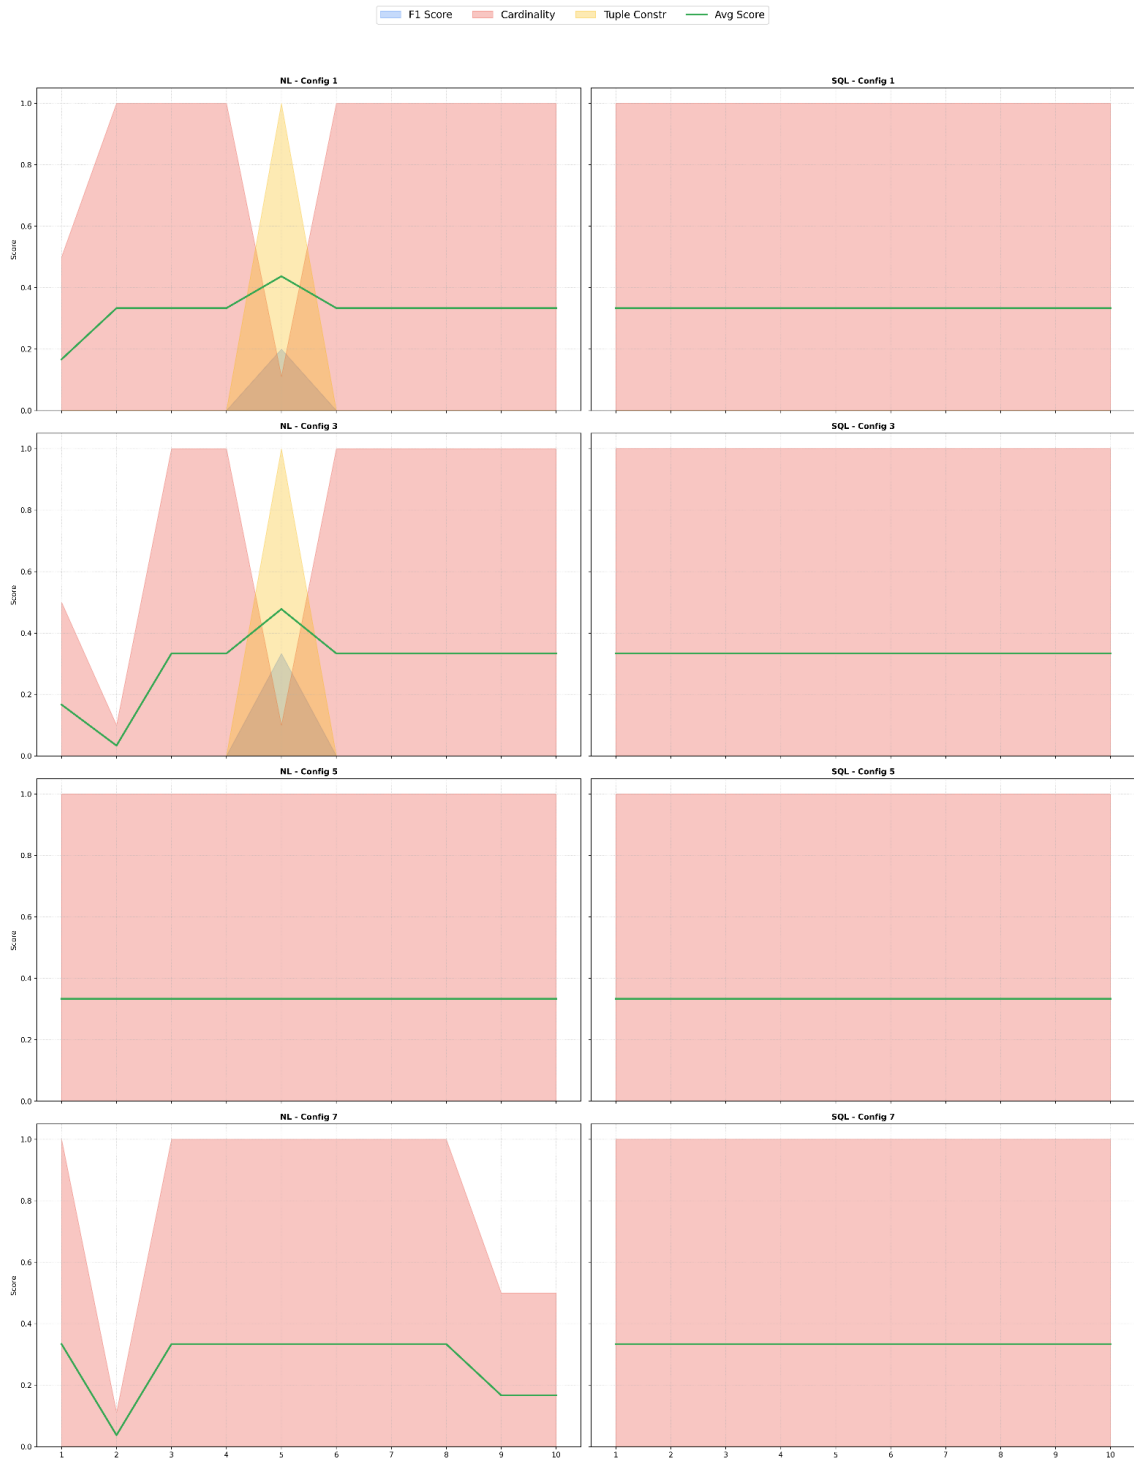 F1 Score Cardinality Tuple Constr Avg Score
NL - Config 1
SQL - Config 1
1.0
0.8
0.6
0.4
0.2
0.0
Score
NL - Config 3
SQL - Config 3
1.0
0.8
0.6
0.4
0.2
0.0
Score
NL - Config 5
SQL - Config 5
1.0
0.8
0.6
0.4
0.2
0.0
Score
NL - Config 7
SQL - Config 7
1.0
0.8
0.6
0.4
0.2
0.0
Score
1 2 3 4 5 6 7 8 9 10
1 2 3 4 5 6 7 8 9 10